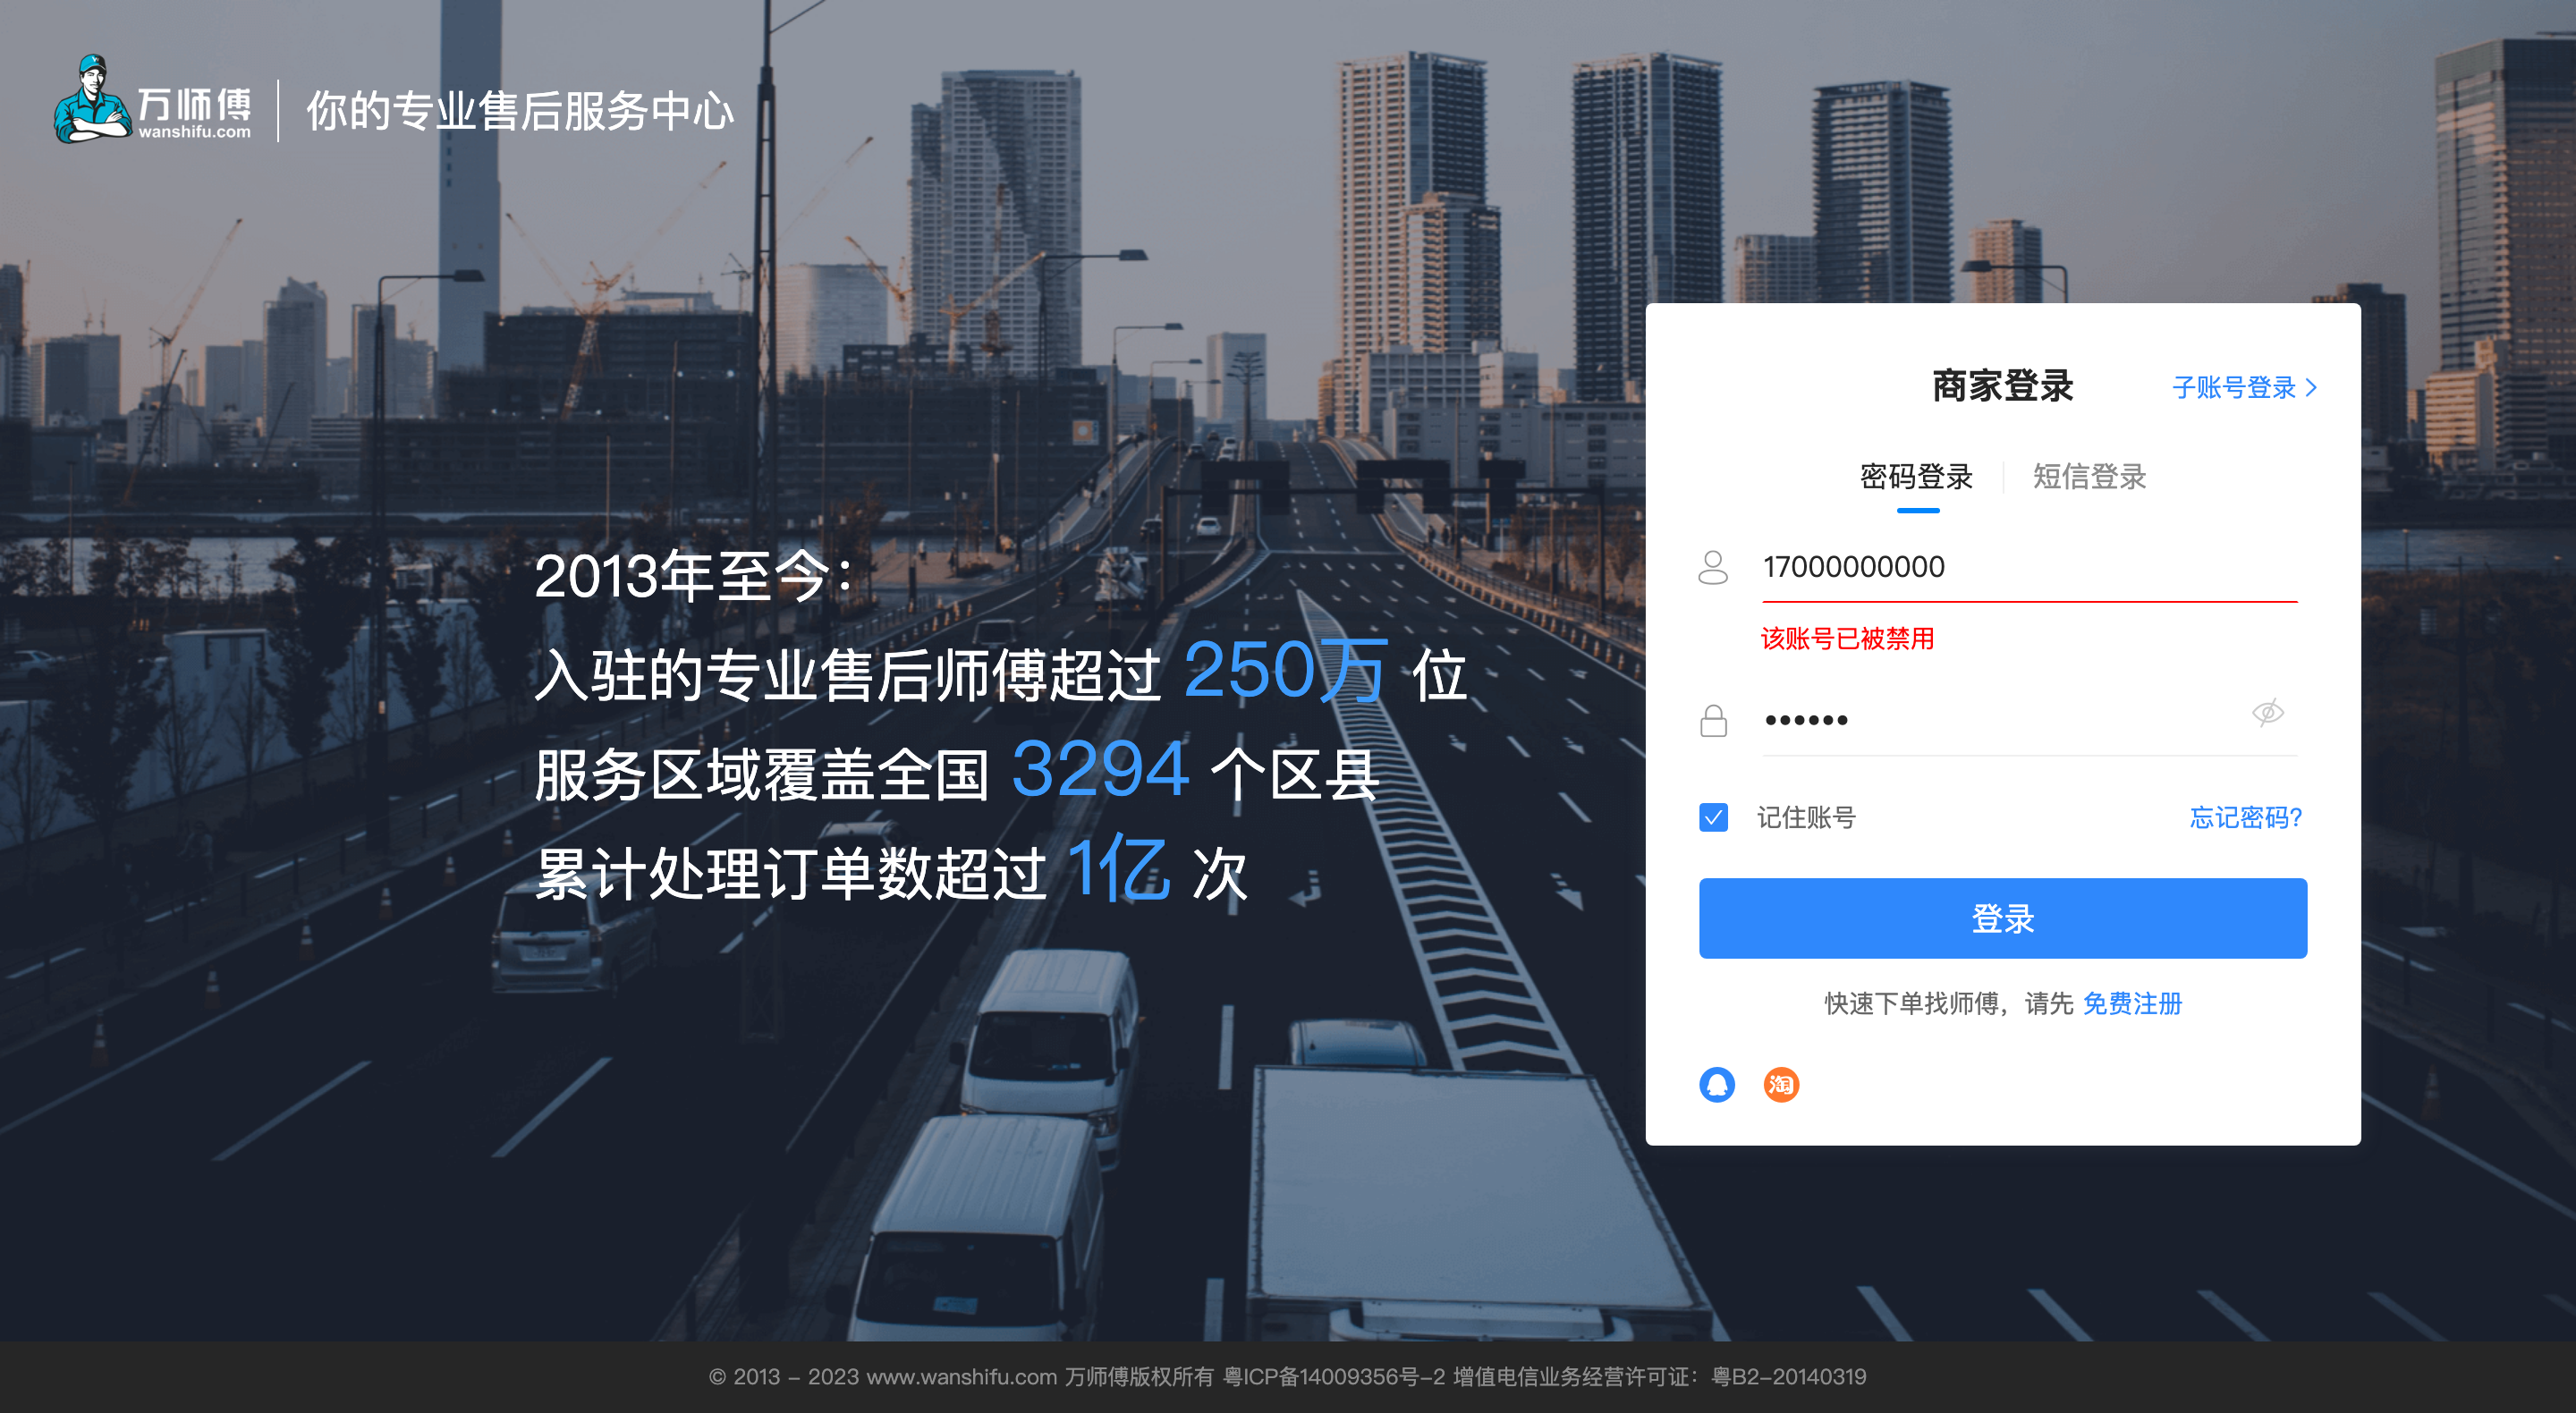 万师傅
wanshifu.com
你的专业售后服务中心
2013年至今：
入驻的专业售后师傅超过 250万 位
服务区域覆盖全国 3294 个区县
累计处理订单数超过 1亿 次
商家登录
子账号登录
密码登录
短信登录
17000000000
该账号已被禁用
记住账号
忘记密码?
登录
快速下单找师傅，请先 免费注册
淘
© 2013 - 2023 www.wanshifu.com 万师傅版权所有 粤ICP备14009356号-2 增值电信业务经营许可证：粤B2-20140319